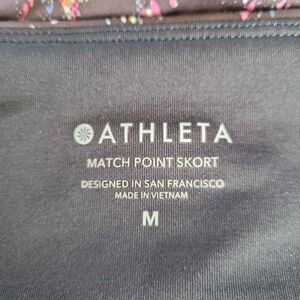 ATHLETA
MATCH POINT SKORT
DESIGNED IN SAN FRANCISCO
MADE IN VIETNAM
M